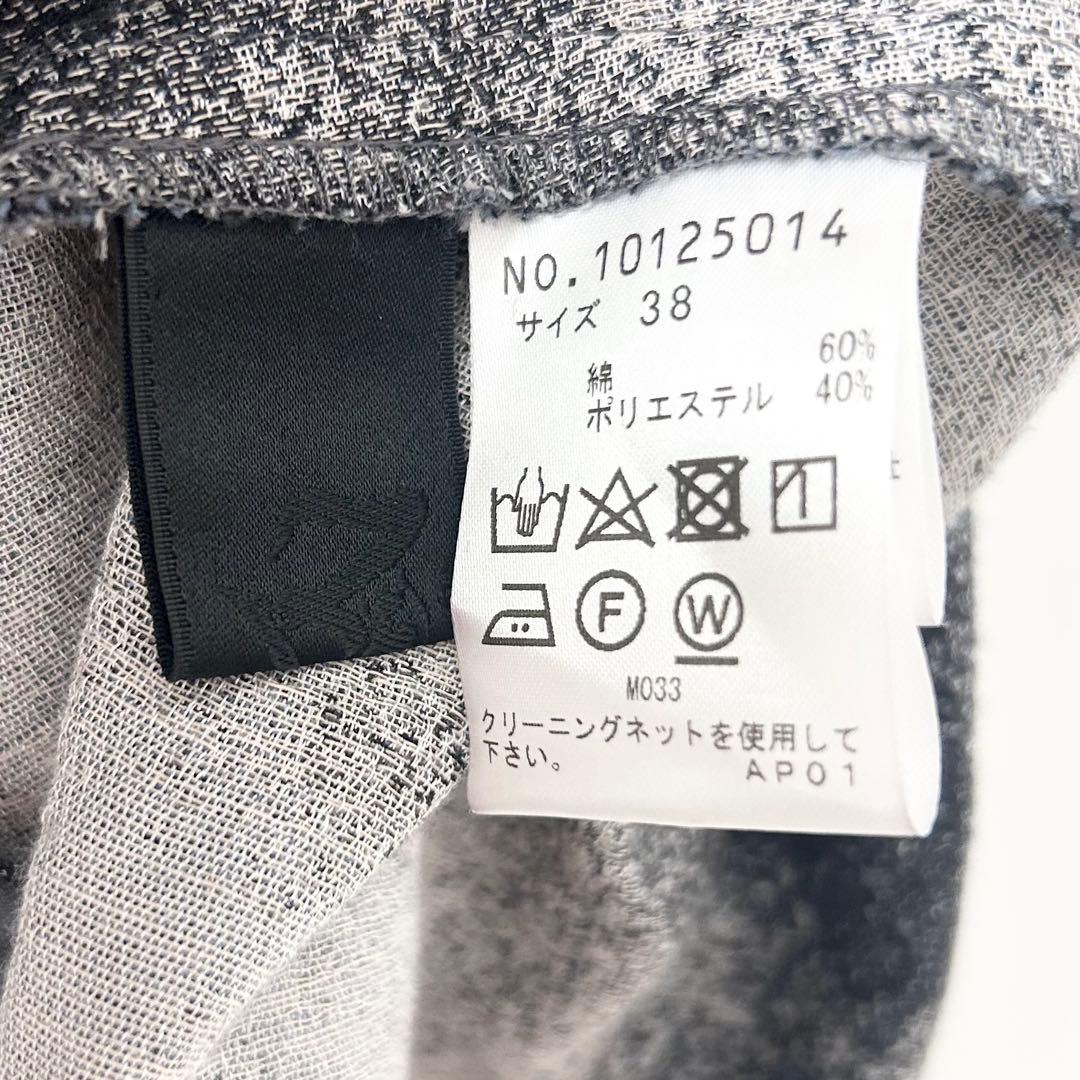 NO.10125014
サイズ 38
綿 60%
ポリエステル 40%
F W
M033
クリーニングネットを使用して
下さい。
AP01